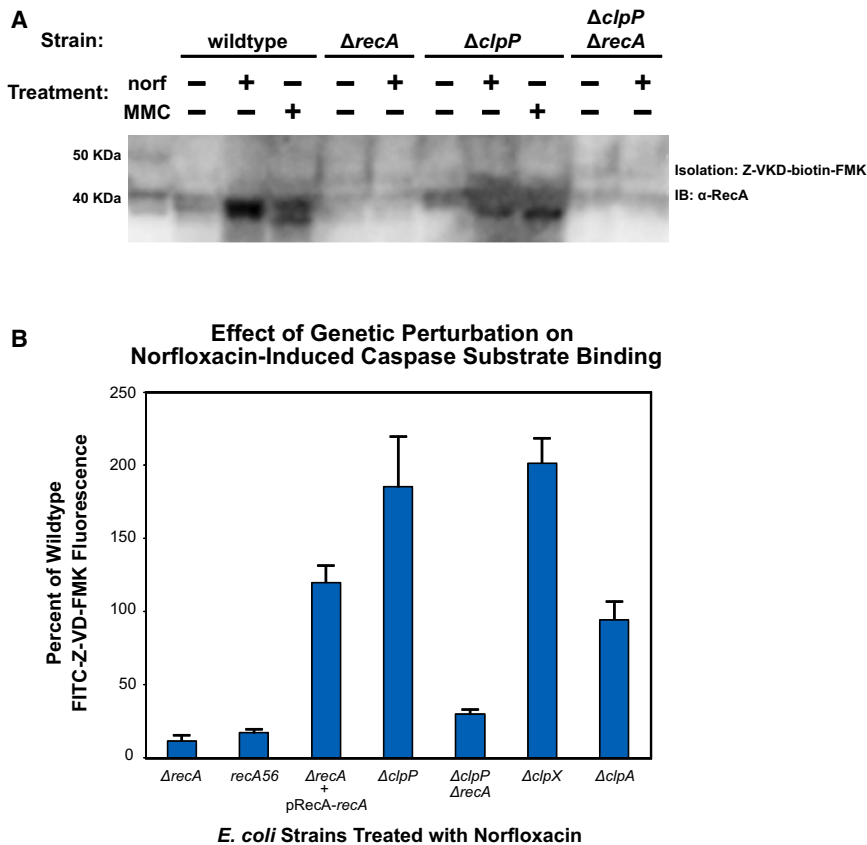 A
Strain:
wildtype
ΔrecA
ΔclpP
ΔclpP
ΔrecA
Treatment:
norf − + − − + − + − − +
MMC − − + − − − − + − −
50 KDa
40 KDa
Isolation: Z-VKD-biotin-FMK
IB: α-RecA
B
Effect of Genetic Perturbation on
Norfloxacin-Induced Caspase Substrate Binding
Percent of Wildtype
FITC-Z-VD-FMK Fluorescence
250
200
150
100
50
0
ΔrecA
recA56
ΔrecA
+
pRecA-recA
ΔclpP
ΔclpP
ΔrecA
ΔclpX
ΔclpA
E. coli Strains Treated with Norfloxacin